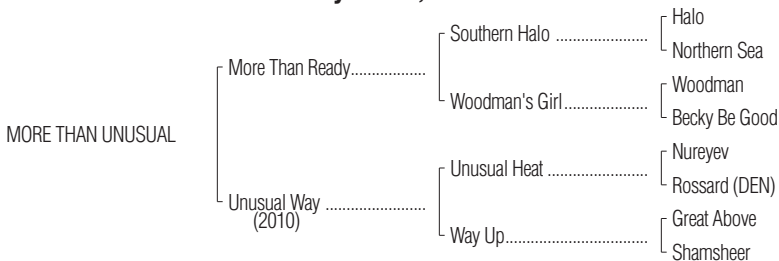 Halo
Southern Halo ......................
Northern Sea
More Than Ready..................
Woodman
Woodman's Girl....................
Becky Be Good
MORE THAN UNUSUAL
Nureyev
Unusual Heat ........................
Rossard (DEN)
Unusual Way ........................
(2010)
Great Above
Way Up..................................
Shamsheer